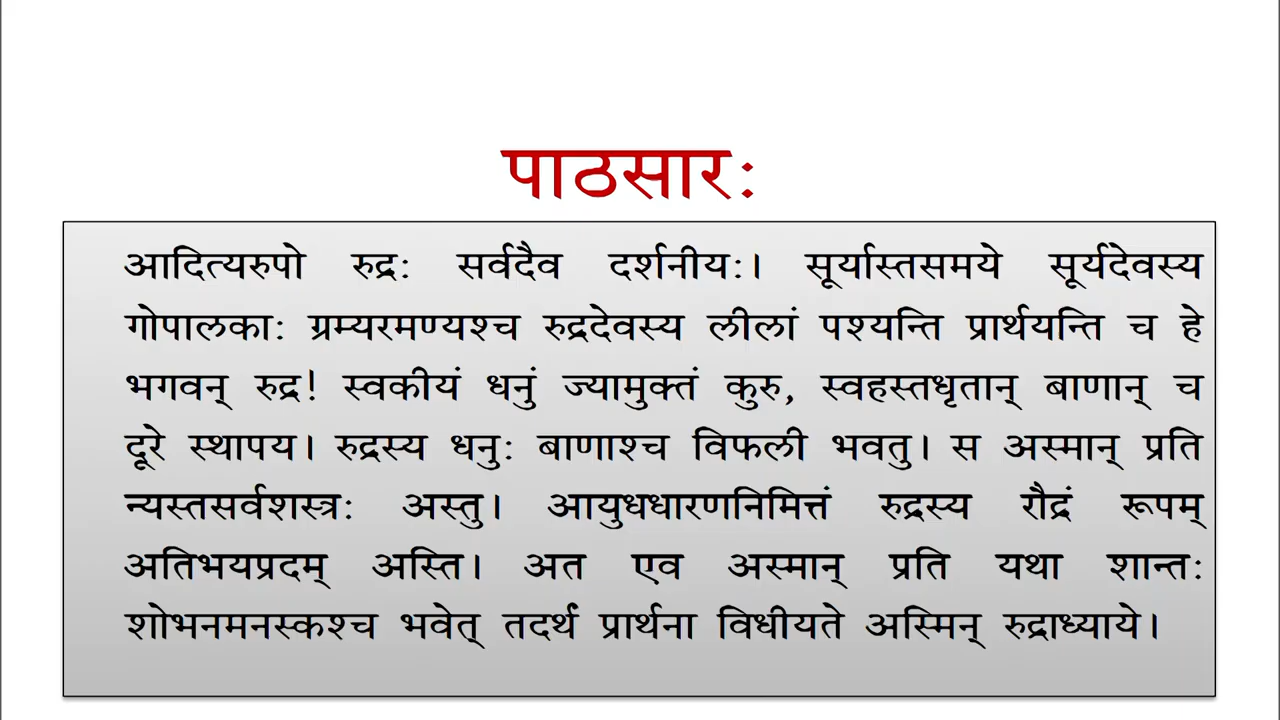 पाठसारः
आदित्यरुपो रुद्रः सर्वदैव दर्शनीयः। सूर्यास्तसमये सूर्यदेवस्य
गोपालकाः ग्रम्यरमण्यश्च रुद्रदेवस्य लीलां पश्यन्ति प्रार्थयन्ति च हे
भगवन् रुद्र! स्वकीयं धनुं ज्यामुक्तं कुरु, स्वहस्तधृतान् बाणान् च
दूरे स्थापय। रुद्रस्य धनुः बाणाश्च विफली भवतु। स अस्मान् प्रति
न्यस्तसर्वशस्त्रः अस्तु। आयुधधारणनिमित्तं रुद्रस्य रौद्रं रूपम्
अतिभयप्रदम् अस्ति। अत एव अस्मान् प्रति यथा शान्तः
शोभनमनस्कश्च भवेत् तदर्थं प्रार्थना विधीयते अस्मिन् रुद्राध्याये।